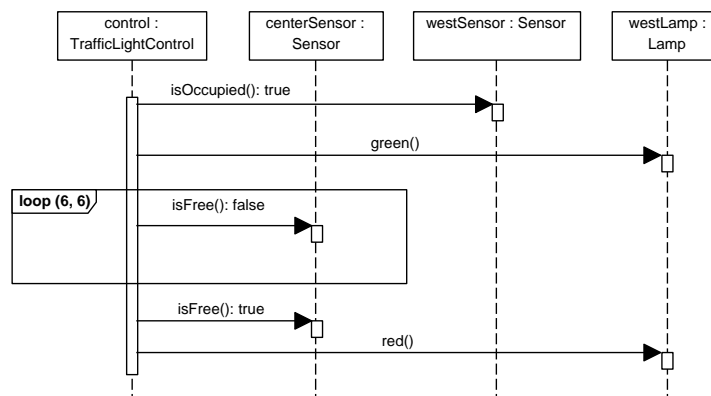 control :
TrafficLightControl
centerSensor :
Sensor
westSensor : Sensor
westLamp :
Lamp
isOccupied(): true
green()
loop (6, 6)
isFree(): false
isFree(): true
red()